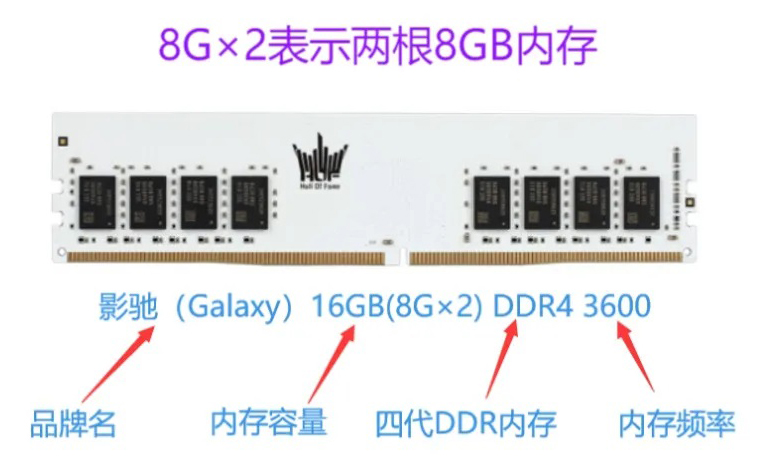 8G×2表示两根8GB内存
HOF
Hall Of Fame
影驰（Galaxy）16GB(8G×2) DDR4 3600
品牌名 内存容量 四代DDR内存 内存频率